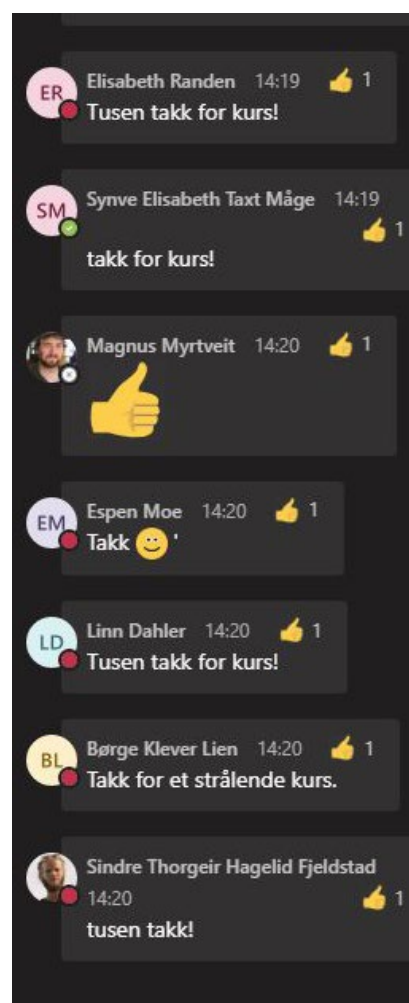 ER
Elisabeth Randen 14:19 👍 1
Tusen takk for kurs!
SM
Synve Elisabeth Taxt Måge 14:19
👍 1
takk for kurs!
Magnus Myrtveit 14:20 👍 1
👍
EM
Espen Moe 14:20 👍 1
Takk 🙂 '
LD
Linn Dahler 14:20 👍 1
Tusen takk for kurs!
BL
Børge Klever Lien 14:20 👍 1
Takk for et strålende kurs.
Sindre Thorgeir Hagelid Fjeldstad
14:20 👍 1
tusen takk!